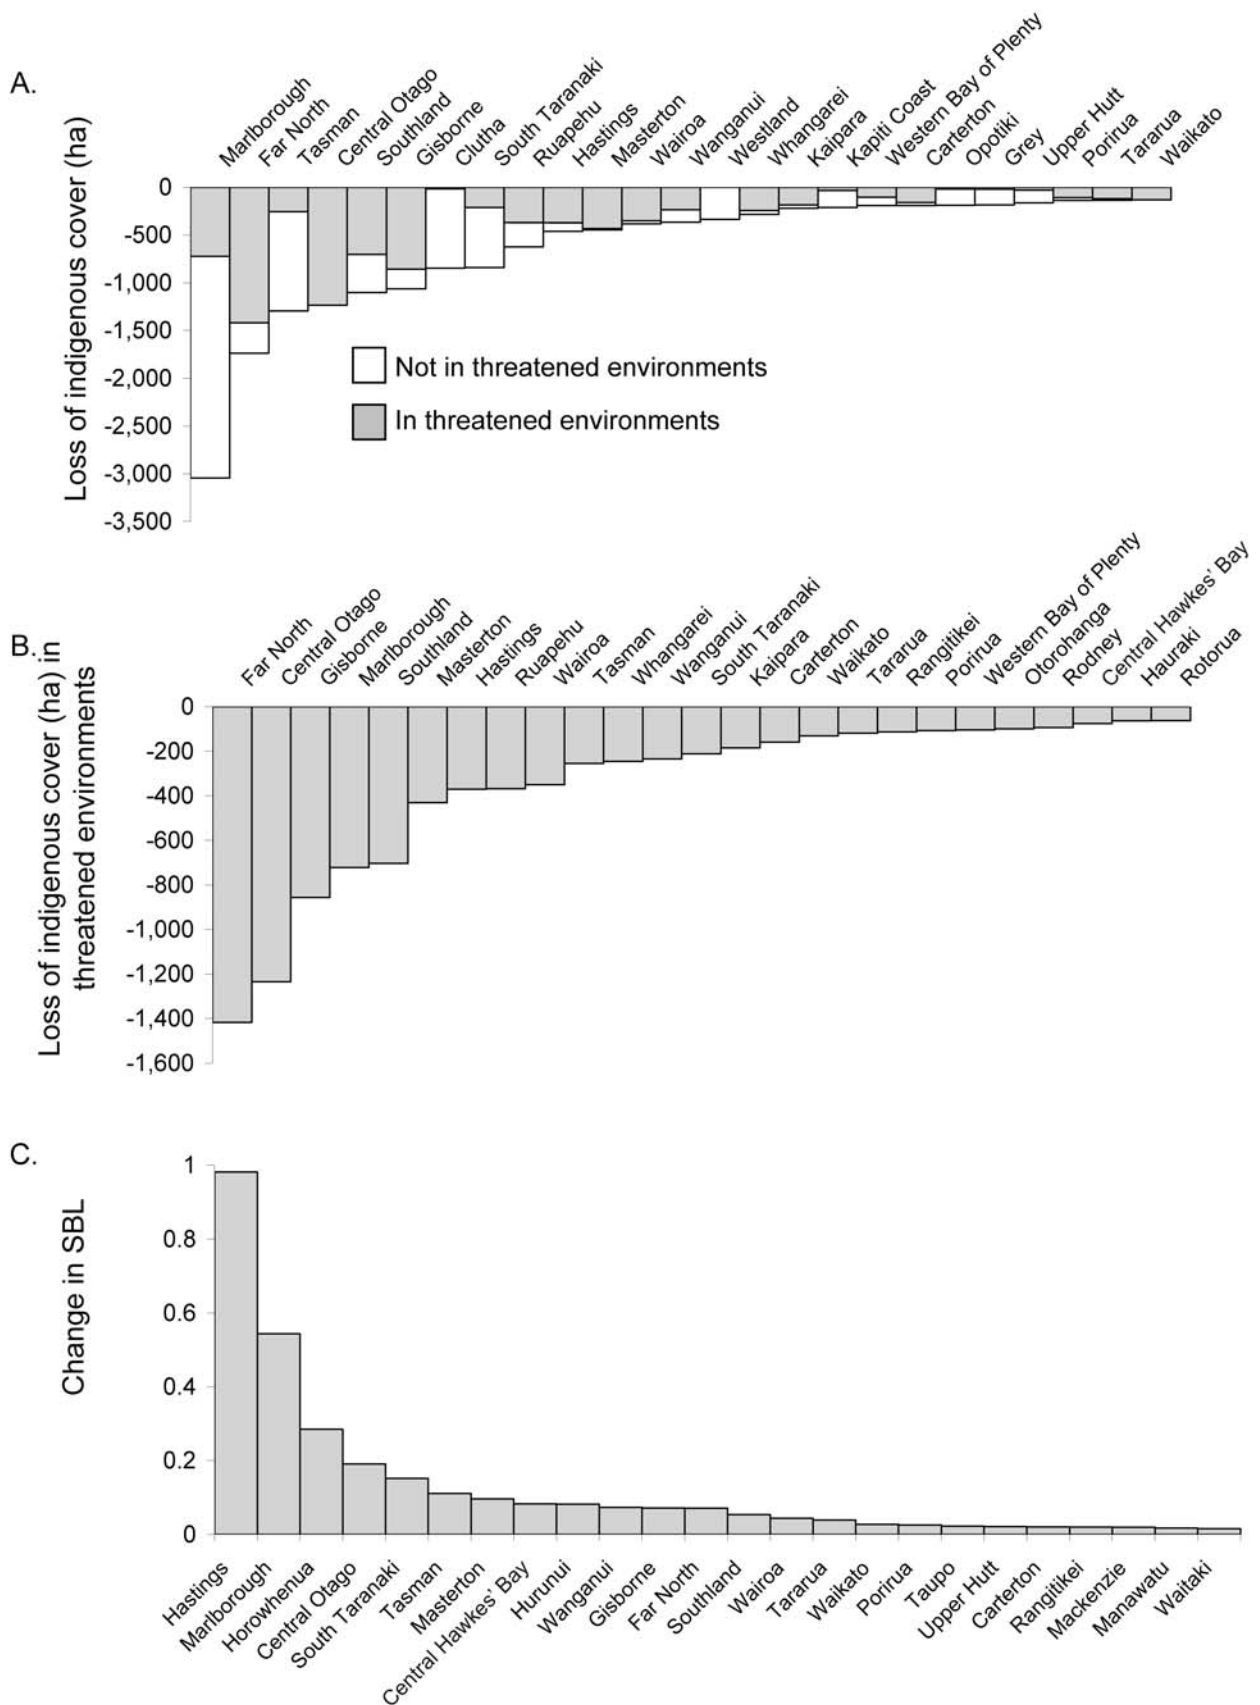 A.
Marlborough
Far North
Tasman
Central Otago
Southland
Gisborne
Clutha
South Taranaki
Ruapehu
Hastings
Masterton
Wairoa
Wanganui
Westland
Whangarei
Kaipara
Kapiti Coast
Western Bay of Plenty
Carterton
Opotiki
Grey
Upper Hutt
Porirua
Tararua
Waikato
Loss of indigenous cover (ha)
0
-500
-1,000
-1,500
-2,000
-2,500
-3,000
-3,500
Not in threatened environments
In threatened environments
B.
Far North
Central Otago
Gisborne
Marlborough
Southland
Masterton
Hastings
Ruapehu
Wairoa
Tasman
Whangarei
Wanganui
South Taranaki
Kaipara
Carterton
Waikato
Tararua
Rangitikei
Porirua
Western Bay of Plenty
Otorohanga
Rodney
Central Hawkes' Bay
Hauraki
Rotorua
Loss of indigenous cover (ha) in
threatened environments
0
-200
-400
-600
-800
-1,000
-1,200
-1,400
-1,600
C.
Change in SBL
1
0.8
0.6
0.4
0.2
0
Hastings
Marlborough
Horowhenua
Central Otago
South Taranaki
Tasman
Masterton
Central Hawkes' Bay
Hurunui
Wanganui
Gisborne
Far North
Southland
Wairoa
Tararua
Waikato
Porirua
Taupo
Upper Hutt
Carterton
Rangitikei
Mackenzie
Manawatu
Waitaki